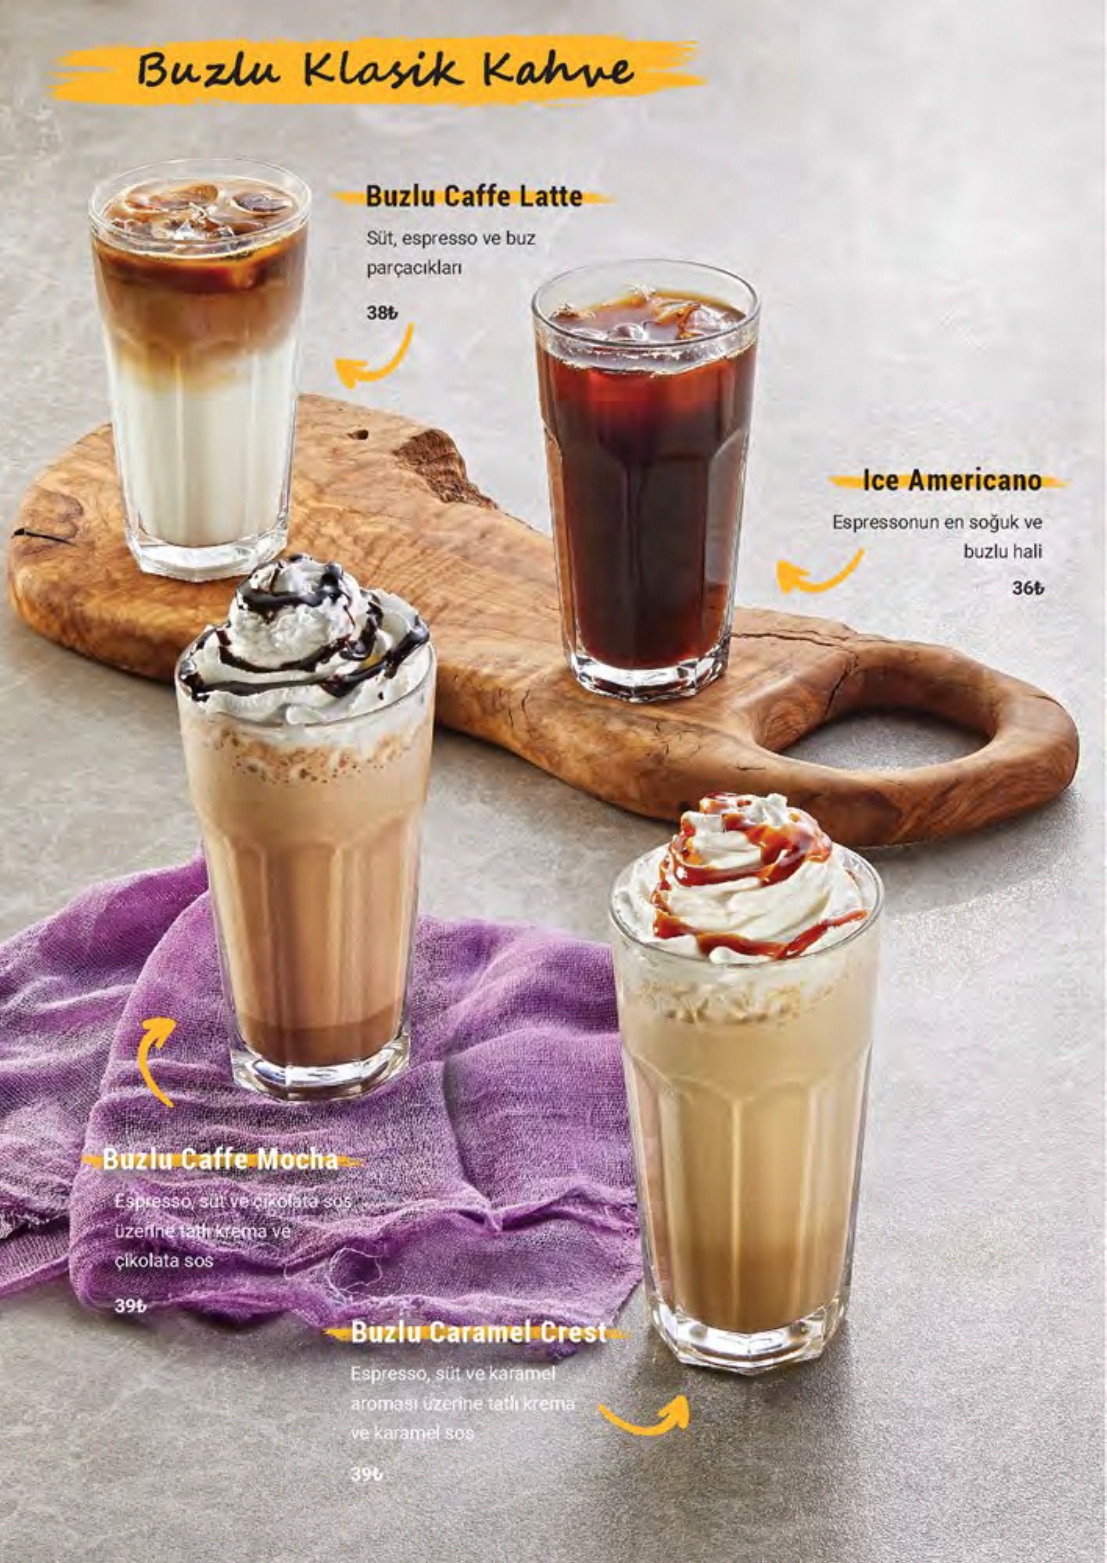 Buzlu Klasik Kahve
Buzlu Caffe Latte
Süt, espresso ve buz
parçacıkları
38₺
Ice Americano
Espressonun en soğuk ve
buzlu hali
36₺
Buzlu Caffe Mocha
Espresso, süt ve çikolata sos
üzerine tatlı krema ve
çikolata sos
39₺
Buzlu Caramel Crest
Espresso, süt ve karamel
aroması üzerine tatlı krema
ve karamel sos
39₺